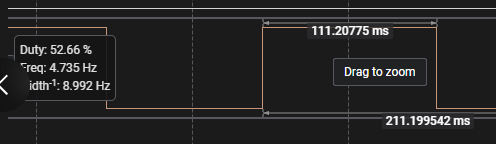 111.20775 ms
Duty: 52.66 %
Freq: 4.735 Hz
Width⁻¹: 8.992 Hz
Drag to zoom
211.199542 ms